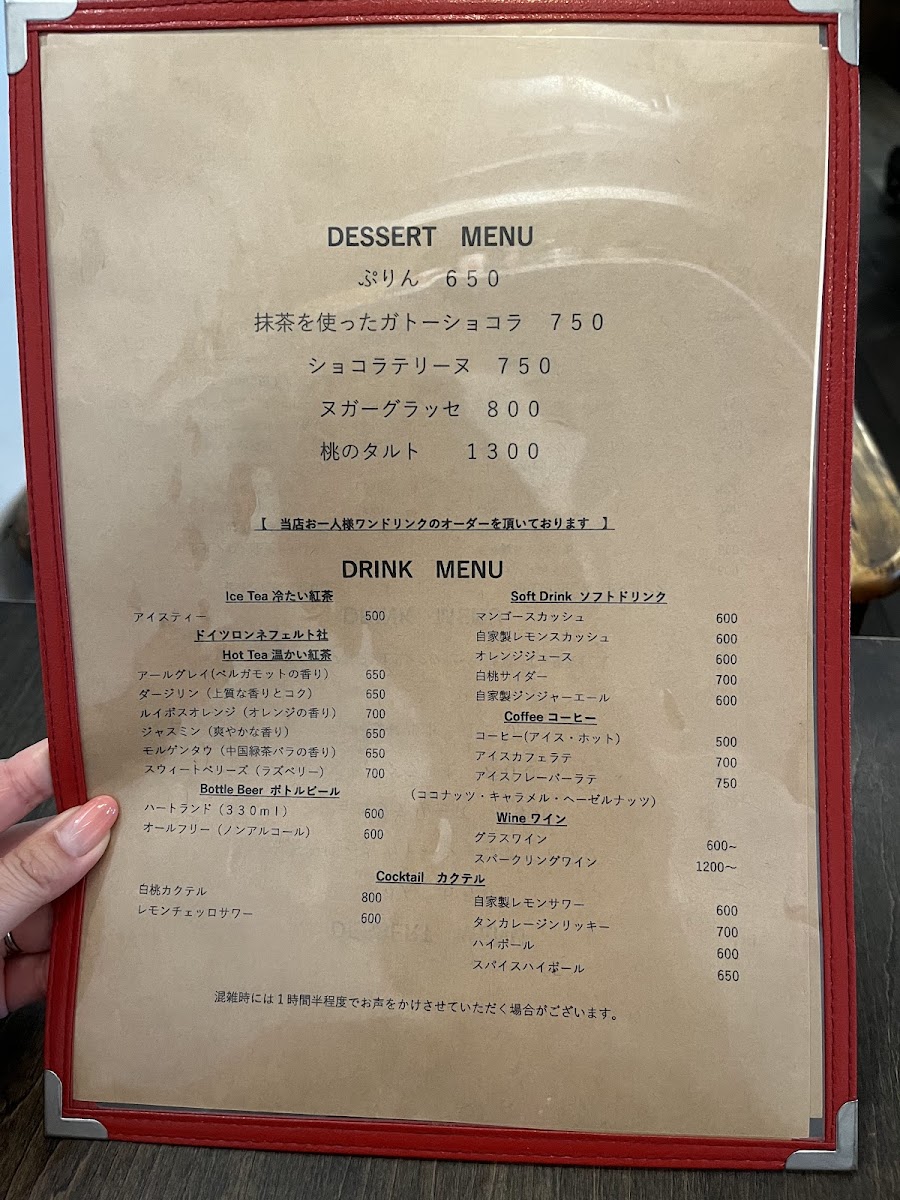 DESSERT MENU
ぷりん 650
抹茶を使ったガトーショコラ 750
ショコラテリーヌ 750
ヌガーグラッセ 800
桃のタルト 1300
【 当店お一人様ワンドリンクのオーダーを頂いております 】
DRINK MENU
Ice Tea 冷たい紅茶
アイスティー 500
ドイツロンネフェルト社
Hot Tea 温かい紅茶
アールグレイ(ベルガモットの香り) 650
ダージリン（上質な香りとコク） 650
ルイボスオレンジ（オレンジの香り） 700
ジャスミン（爽やかな香り） 650
モルゲンタウ（中国緑茶バラの香り） 650
スウィートベリーズ（ラズベリー） 700
Bottle Beer ボトルビール
ハートランド（330ml） 600
オールフリー（ノンアルコール） 600
Soft Drink ソフトドリンク
マンゴースカッシュ 600
自家製レモンスカッシュ 600
オレンジジュース 600
白桃サイダー 700
自家製ジンジャーエール 600
Coffee コーヒー
コーヒー(アイス・ホット) 500
アイスカフェラテ 700
アイスフレーバーラテ 750
（ココナッツ・キャラメル・ヘーゼルナッツ）
Wine ワイン
グラスワイン 600~
スパークリングワイン 1200~
Cocktail カクテル
白桃カクテル 800
レモンチェッロサワー 600
自家製レモンサワー 600
タンカレージンリッキー 700
ハイボール 600
スパイスハイボール 650
混雑時には１時間半程度でお声をかけさせていただく場合がございます。